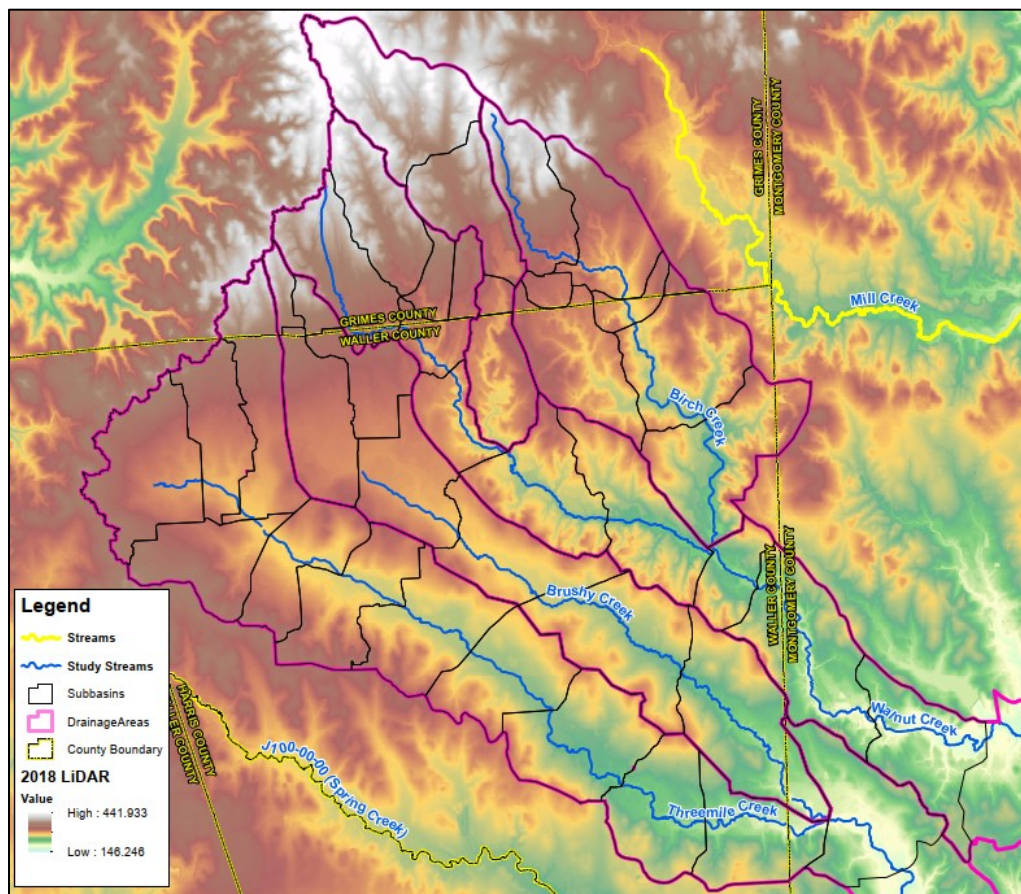 GRIMES COUNTY
MONTGOMERY COUNTY
Mill Creek
GRIMES COUNTY
WALLER COUNTY
Birch Creek
WALLER COUNTY
MONTGOMERY COUNTY
Brushy Creek
Walnut Creek
Threemile Creek
HARRIS COUNTY
WALLER COUNTY
J100-00-00 (Spring Creek)
Legend
Streams
Study Streams
Subbasins
DrainageAreas
County Boundary
2018 LiDAR
Value
High : 441.933
Low : 146.246